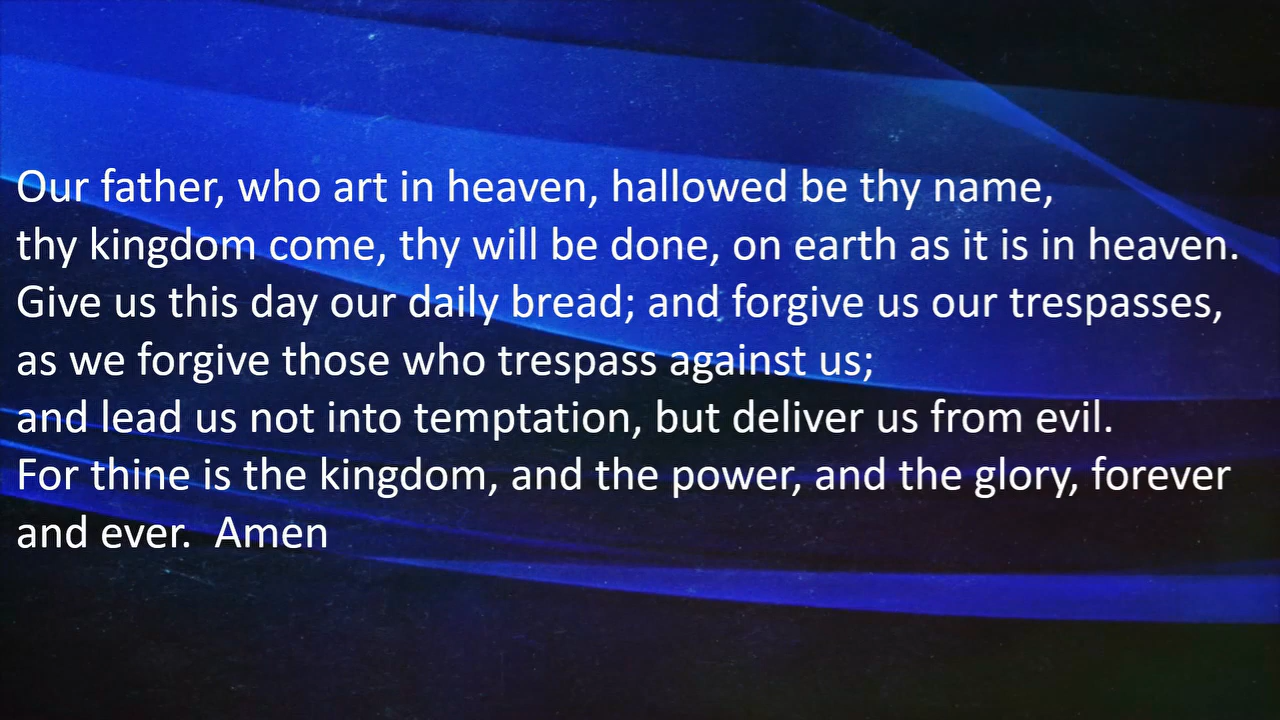 Our father, who art in heaven, hallowed be thy name,
thy kingdom come, thy will be done, on earth as it is in heaven.
Give us this day our daily bread; and forgive us our trespasses,
as we forgive those who trespass against us;
and lead us not into temptation, but deliver us from evil.
For thine is the kingdom, and the power, and the glory, forever
and ever.  Amen